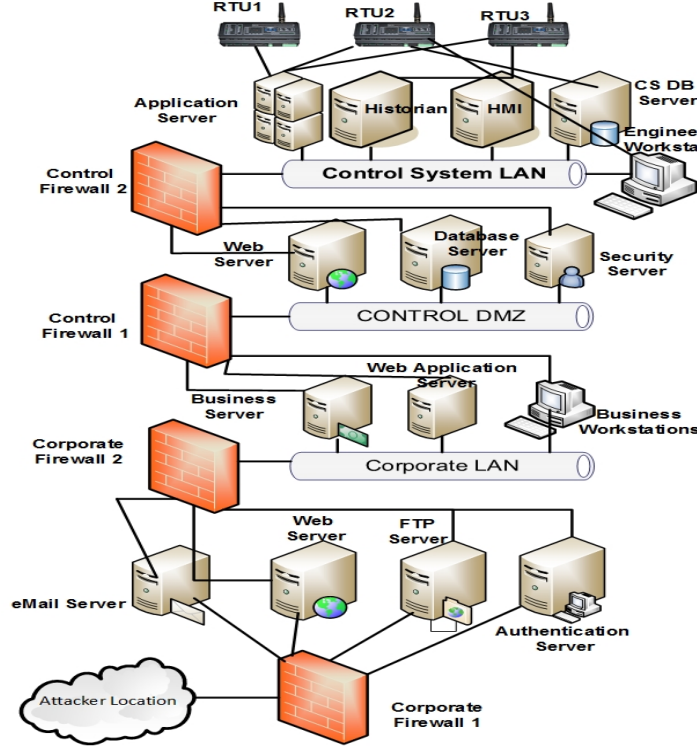 RTU1
RTU2
RTU3
Application
Server
Historian
HMI
CS DB
Server
Engineer
Control System LAN
Control
Firewall 2
Web
Server
Database
Server
Security
Server
Control
Firewall 1
CONTROL DMZ
Web Application
Server
Business
Server
Business
Workstations
Corporate
Firewall 2
Corporate LAN
Web
Server
FTP
Server
eMail Server
Authentication
Server
Attacker Location
Corporate
Firewall 1